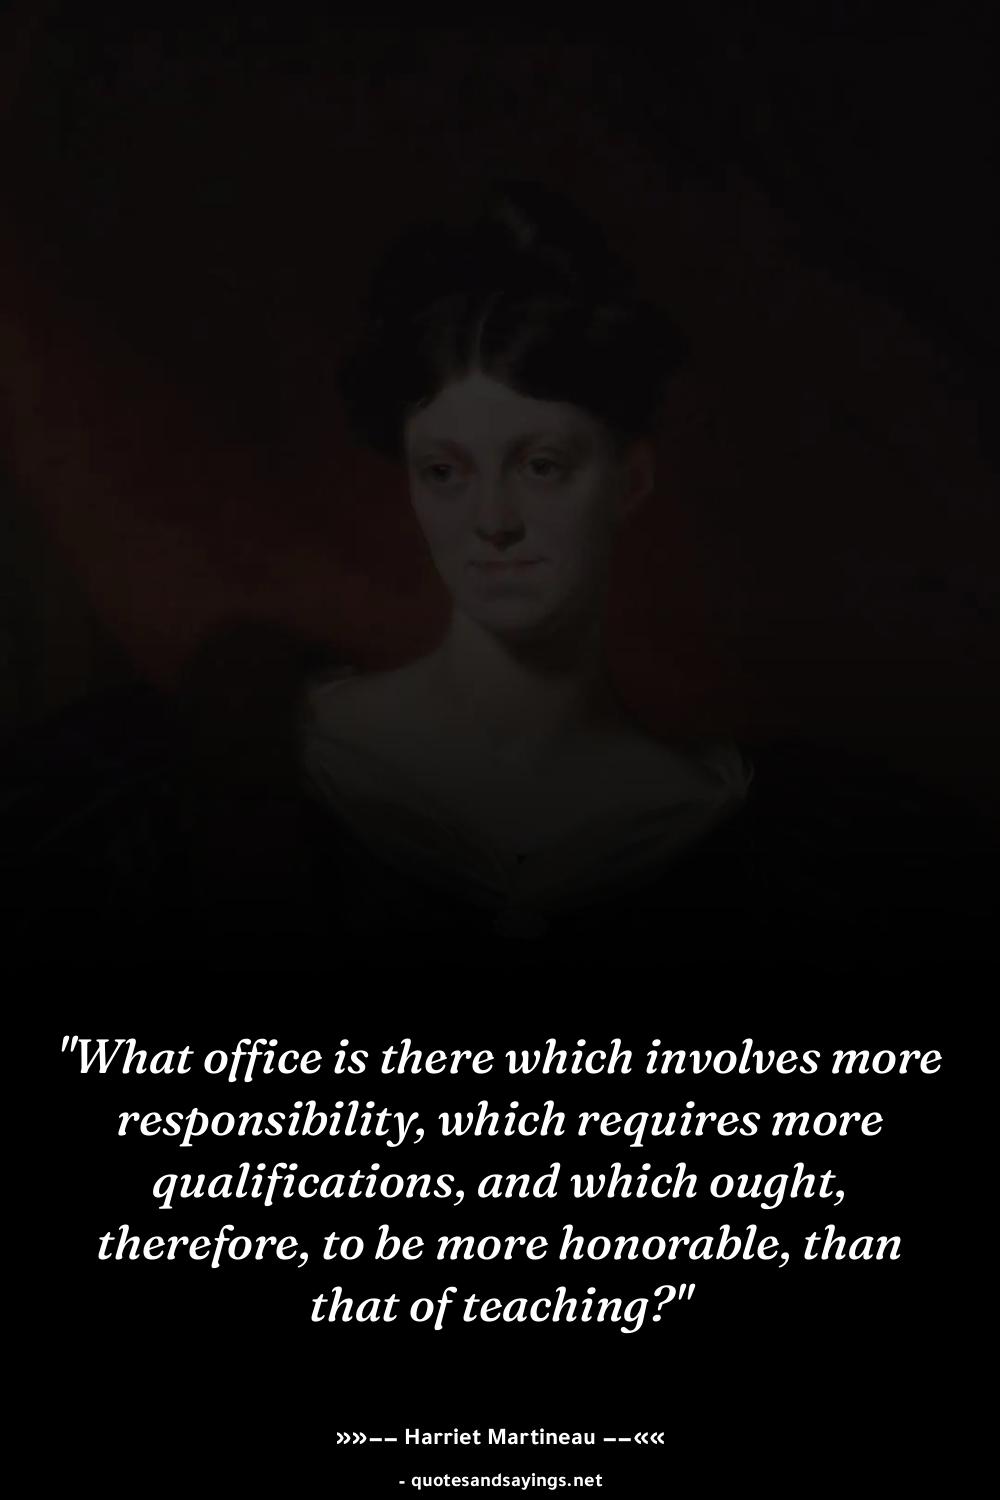 "What office is there which involves more
responsibility, which requires more
qualifications, and which ought,
therefore, to be more honorable, than
that of teaching?"
»»−− Harriet Martineau −−««
- quotesandsayings.net